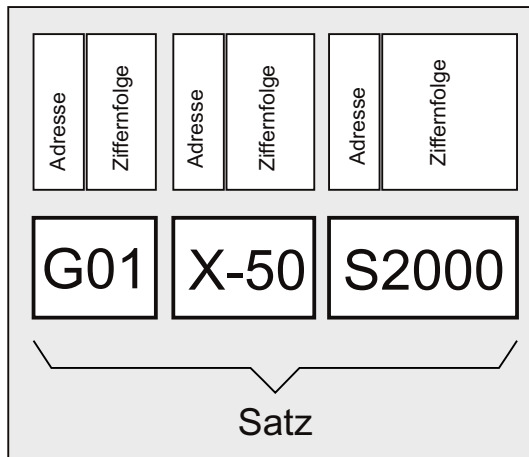 Adresse
Ziffernfolge
Adresse
Ziffernfolge
Adresse
Ziffernfolge
G01
X-50
S2000
Satz